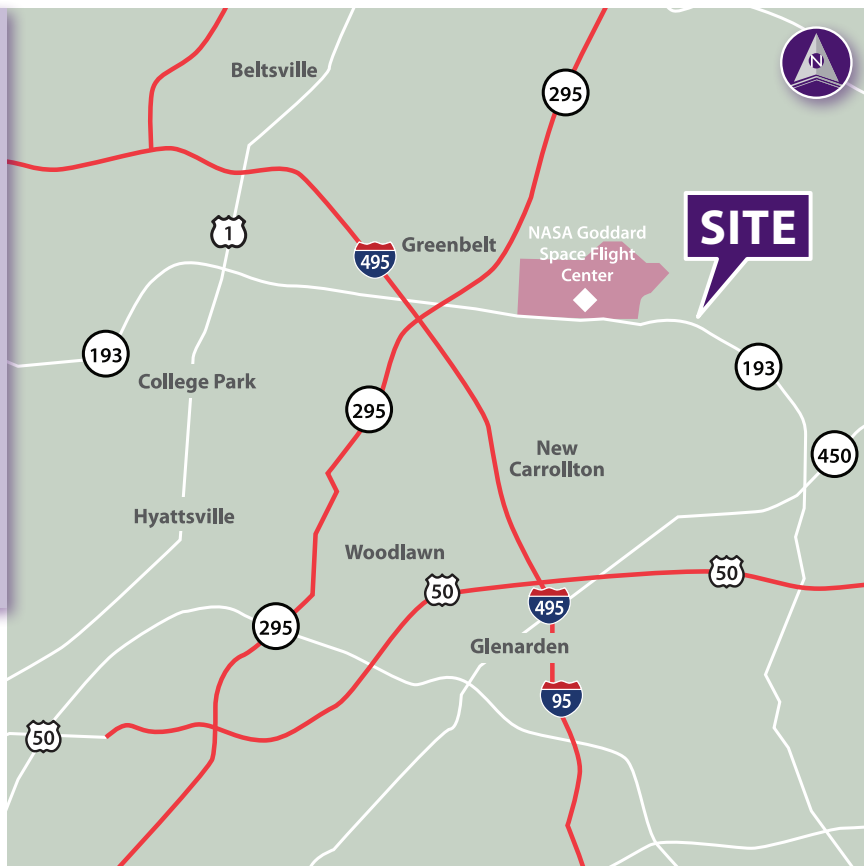 Beltsville
N
295
1
NASA Goddard
Space Flight
Center
SITE
Greenbelt
495
193
193
College Park
295
450
New
Carrollton
Hyattsville
Woodlawn
50
50
495
295
Glenarden
95
50